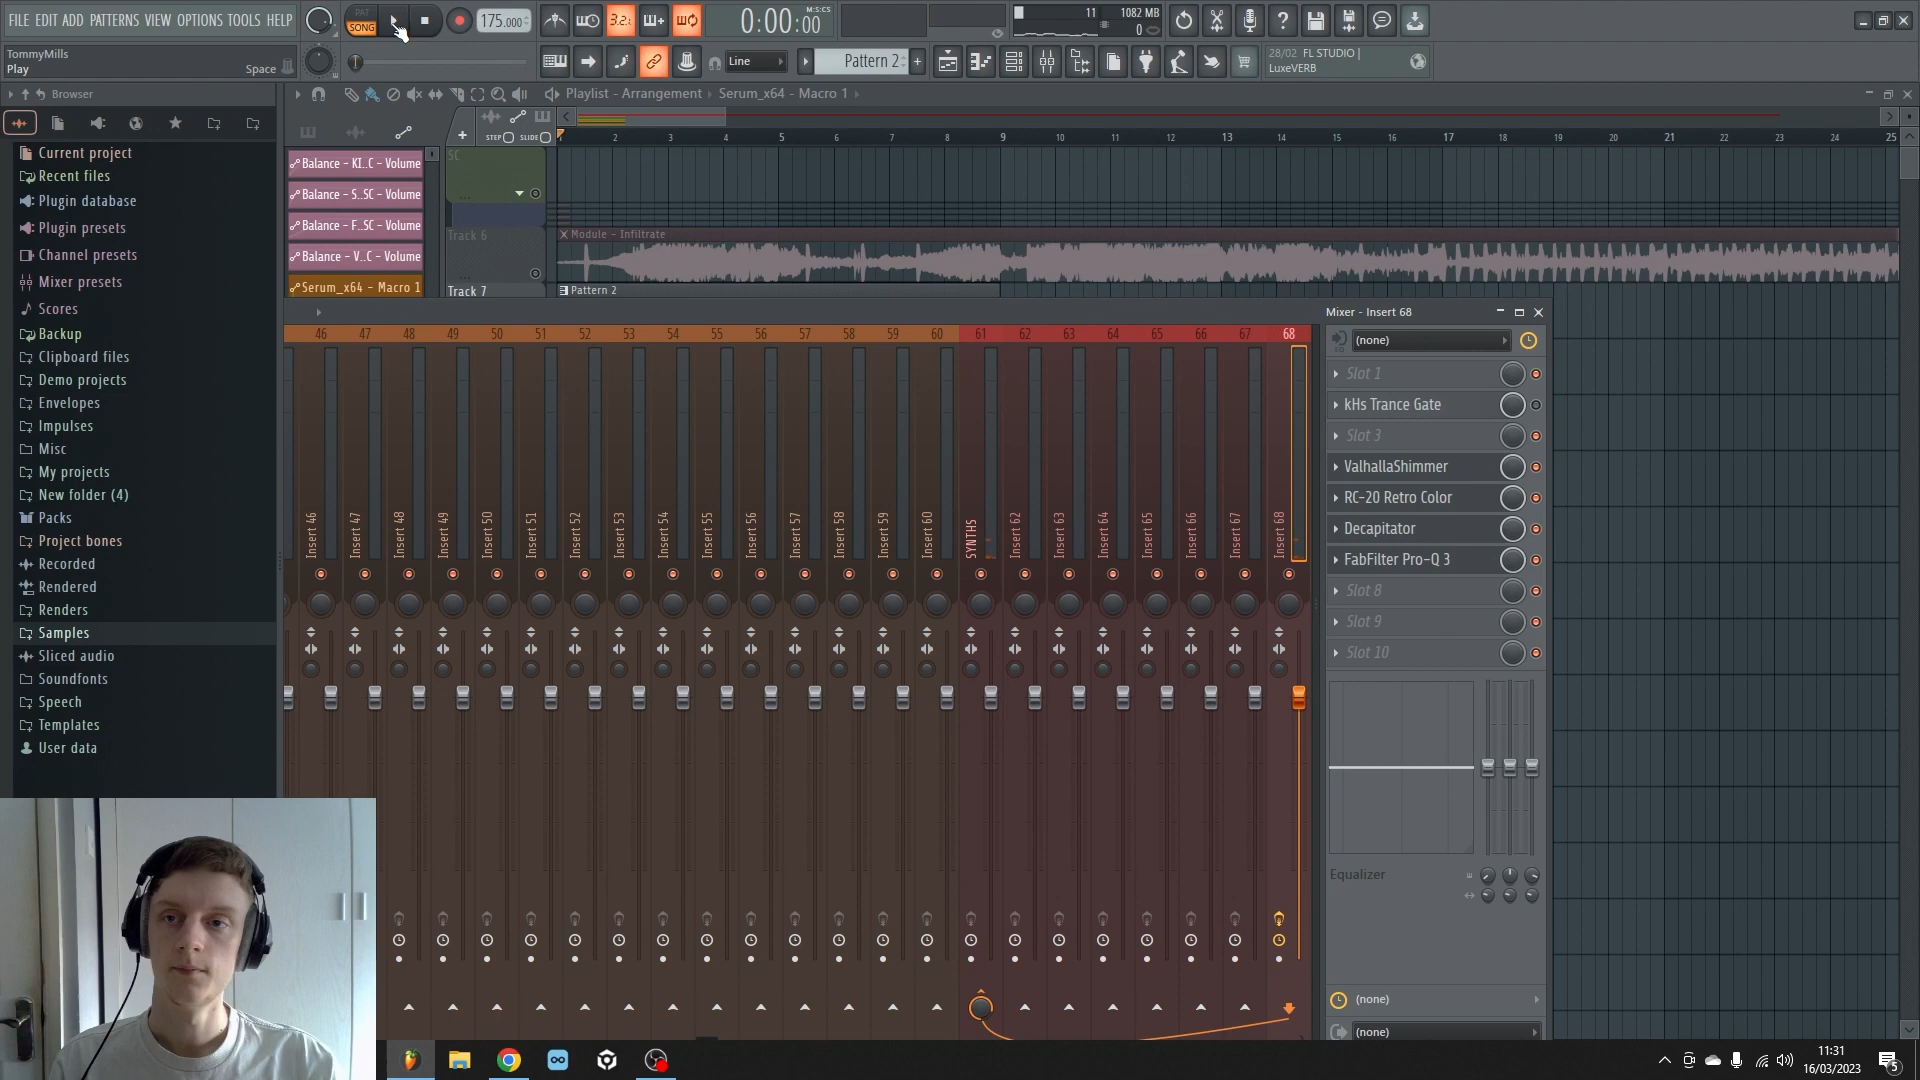 FILE EDIT ADD PATTERNS VIEW OPTIONS TOOLS HELP
PAT
SONG
175.000
3.2.
0:00:00
M:S:CS
11
1082 MB
0
TommyMills
Play
Space
Line
Pattern 2
28/02 FL STUDIO |
LuxeVERB
Browser
Playlist - Arrangement
Serum_x64 - Macro 1
STEP
SLIDE
2 3 4 5 6 7 8 9 10 11 12 13 14 15 16 17 18 19 20 21 22 23 24 25
Current project
Recent files
Plugin database
Plugin presets
Channel presets
Mixer presets
Scores
Backup
Clipboard files
Demo projects
Envelopes
Impulses
Misc
My projects
New folder (4)
Packs
Project bones
Recorded
Rendered
Renders
Samples
Sliced audio
Soundfonts
Speech
Templates
User data
Balance - KI..C - Volume
Balance - S..SC - Volume
Balance - F..SC - Volume
Balance - V..C - Volume
Serum_x64 - Macro 1
SC
Track 6
Track 7
Module - Infiltrate
Pattern 2
46 47 48 49 50 51 52 53 54 55 56 57 58 59 60 61 62 63 64 65 66 67 68
Insert 46
Insert 47
Insert 48
Insert 49
Insert 50
Insert 51
Insert 52
Insert 53
Insert 54
Insert 55
Insert 56
Insert 57
Insert 58
Insert 59
Insert 60
SYNTHS
Insert 62
Insert 63
Insert 64
Insert 65
Insert 66
Insert 67
Insert 68
Mixer - Insert 68
(none)
Slot 1
kHs Trance Gate
Slot 3
ValhallaShimmer
RC-20 Retro Color
Decapitator
FabFilter Pro-Q 3
Slot 8
Slot 9
Slot 10
Equalizer
(none)
(none)
11:31
16/03/2023
5